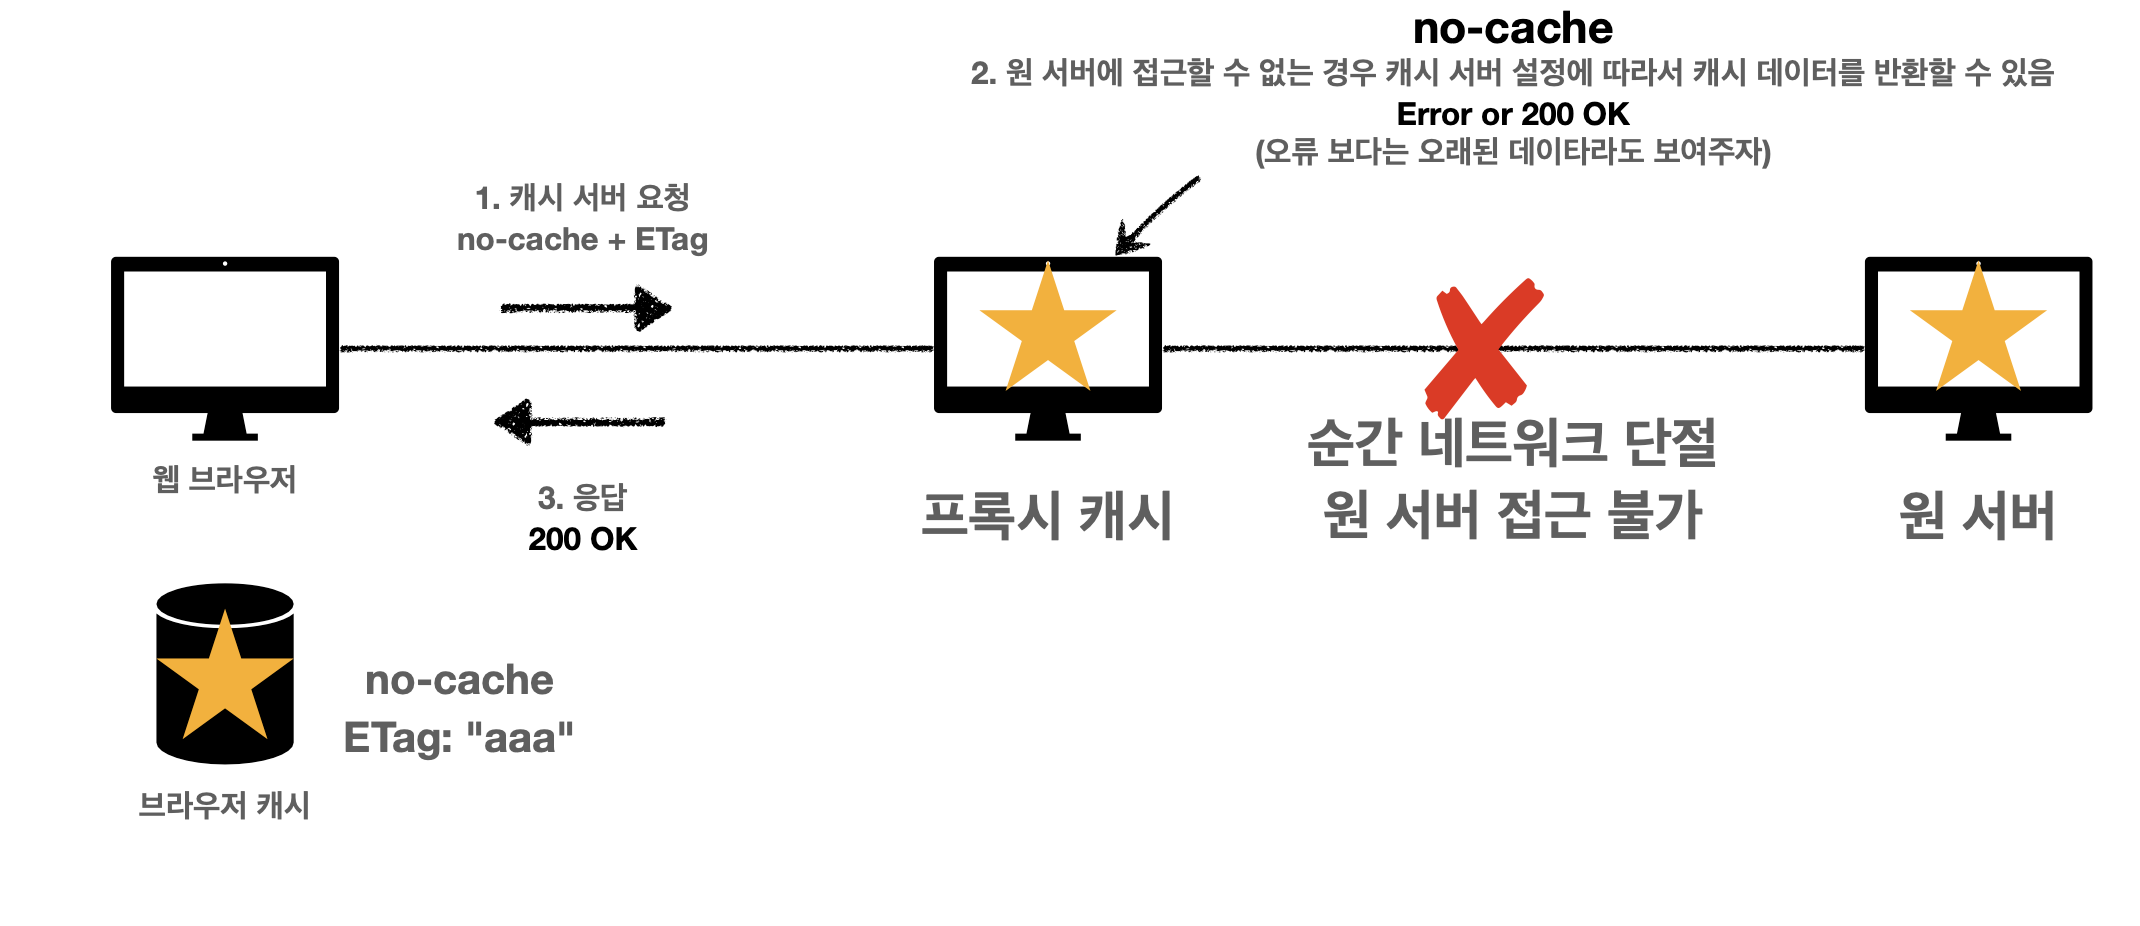 no-cache
2. 원 서버에 접근할 수 없는 경우 캐시 서버 설정에 따라서 캐시 데이터를 반환할 수 있음
Error or 200 OK
(오류 보다는 오래된 데이타라도 보여주자)
1. 캐시 서버 요청
no-cache + ETag
웹 브라우저
3. 응답
200 OK
프록시 캐시
순간 네트워크 단절
원 서버 접근 불가
원 서버
no-cache
ETag: "aaa"
브라우저 캐시